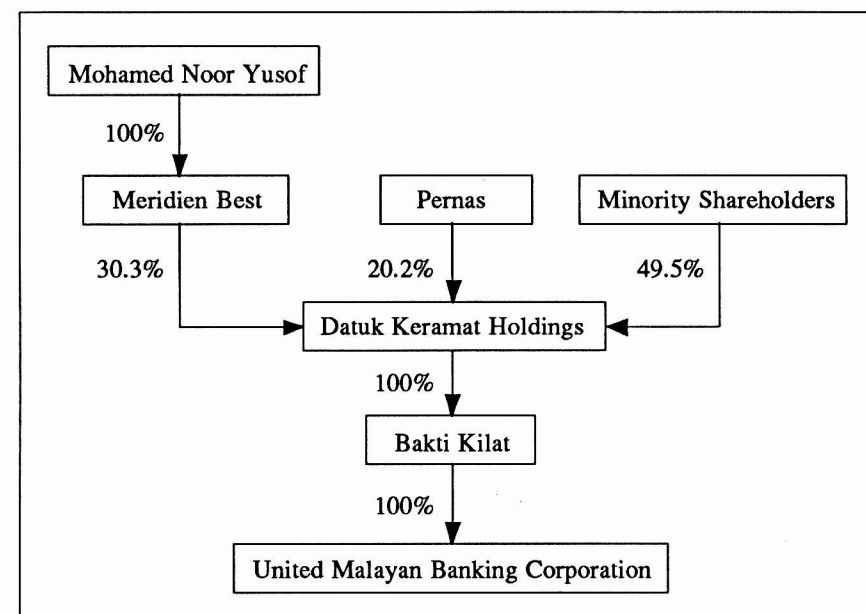 Mohamed Noor Yusof
100%
Meridien Best
Pernas
Minority Shareholders
30.3%
20.2%
49.5%
Datuk Keramat Holdings
100%
Bakti Kilat
100%
United Malayan Banking Corporation